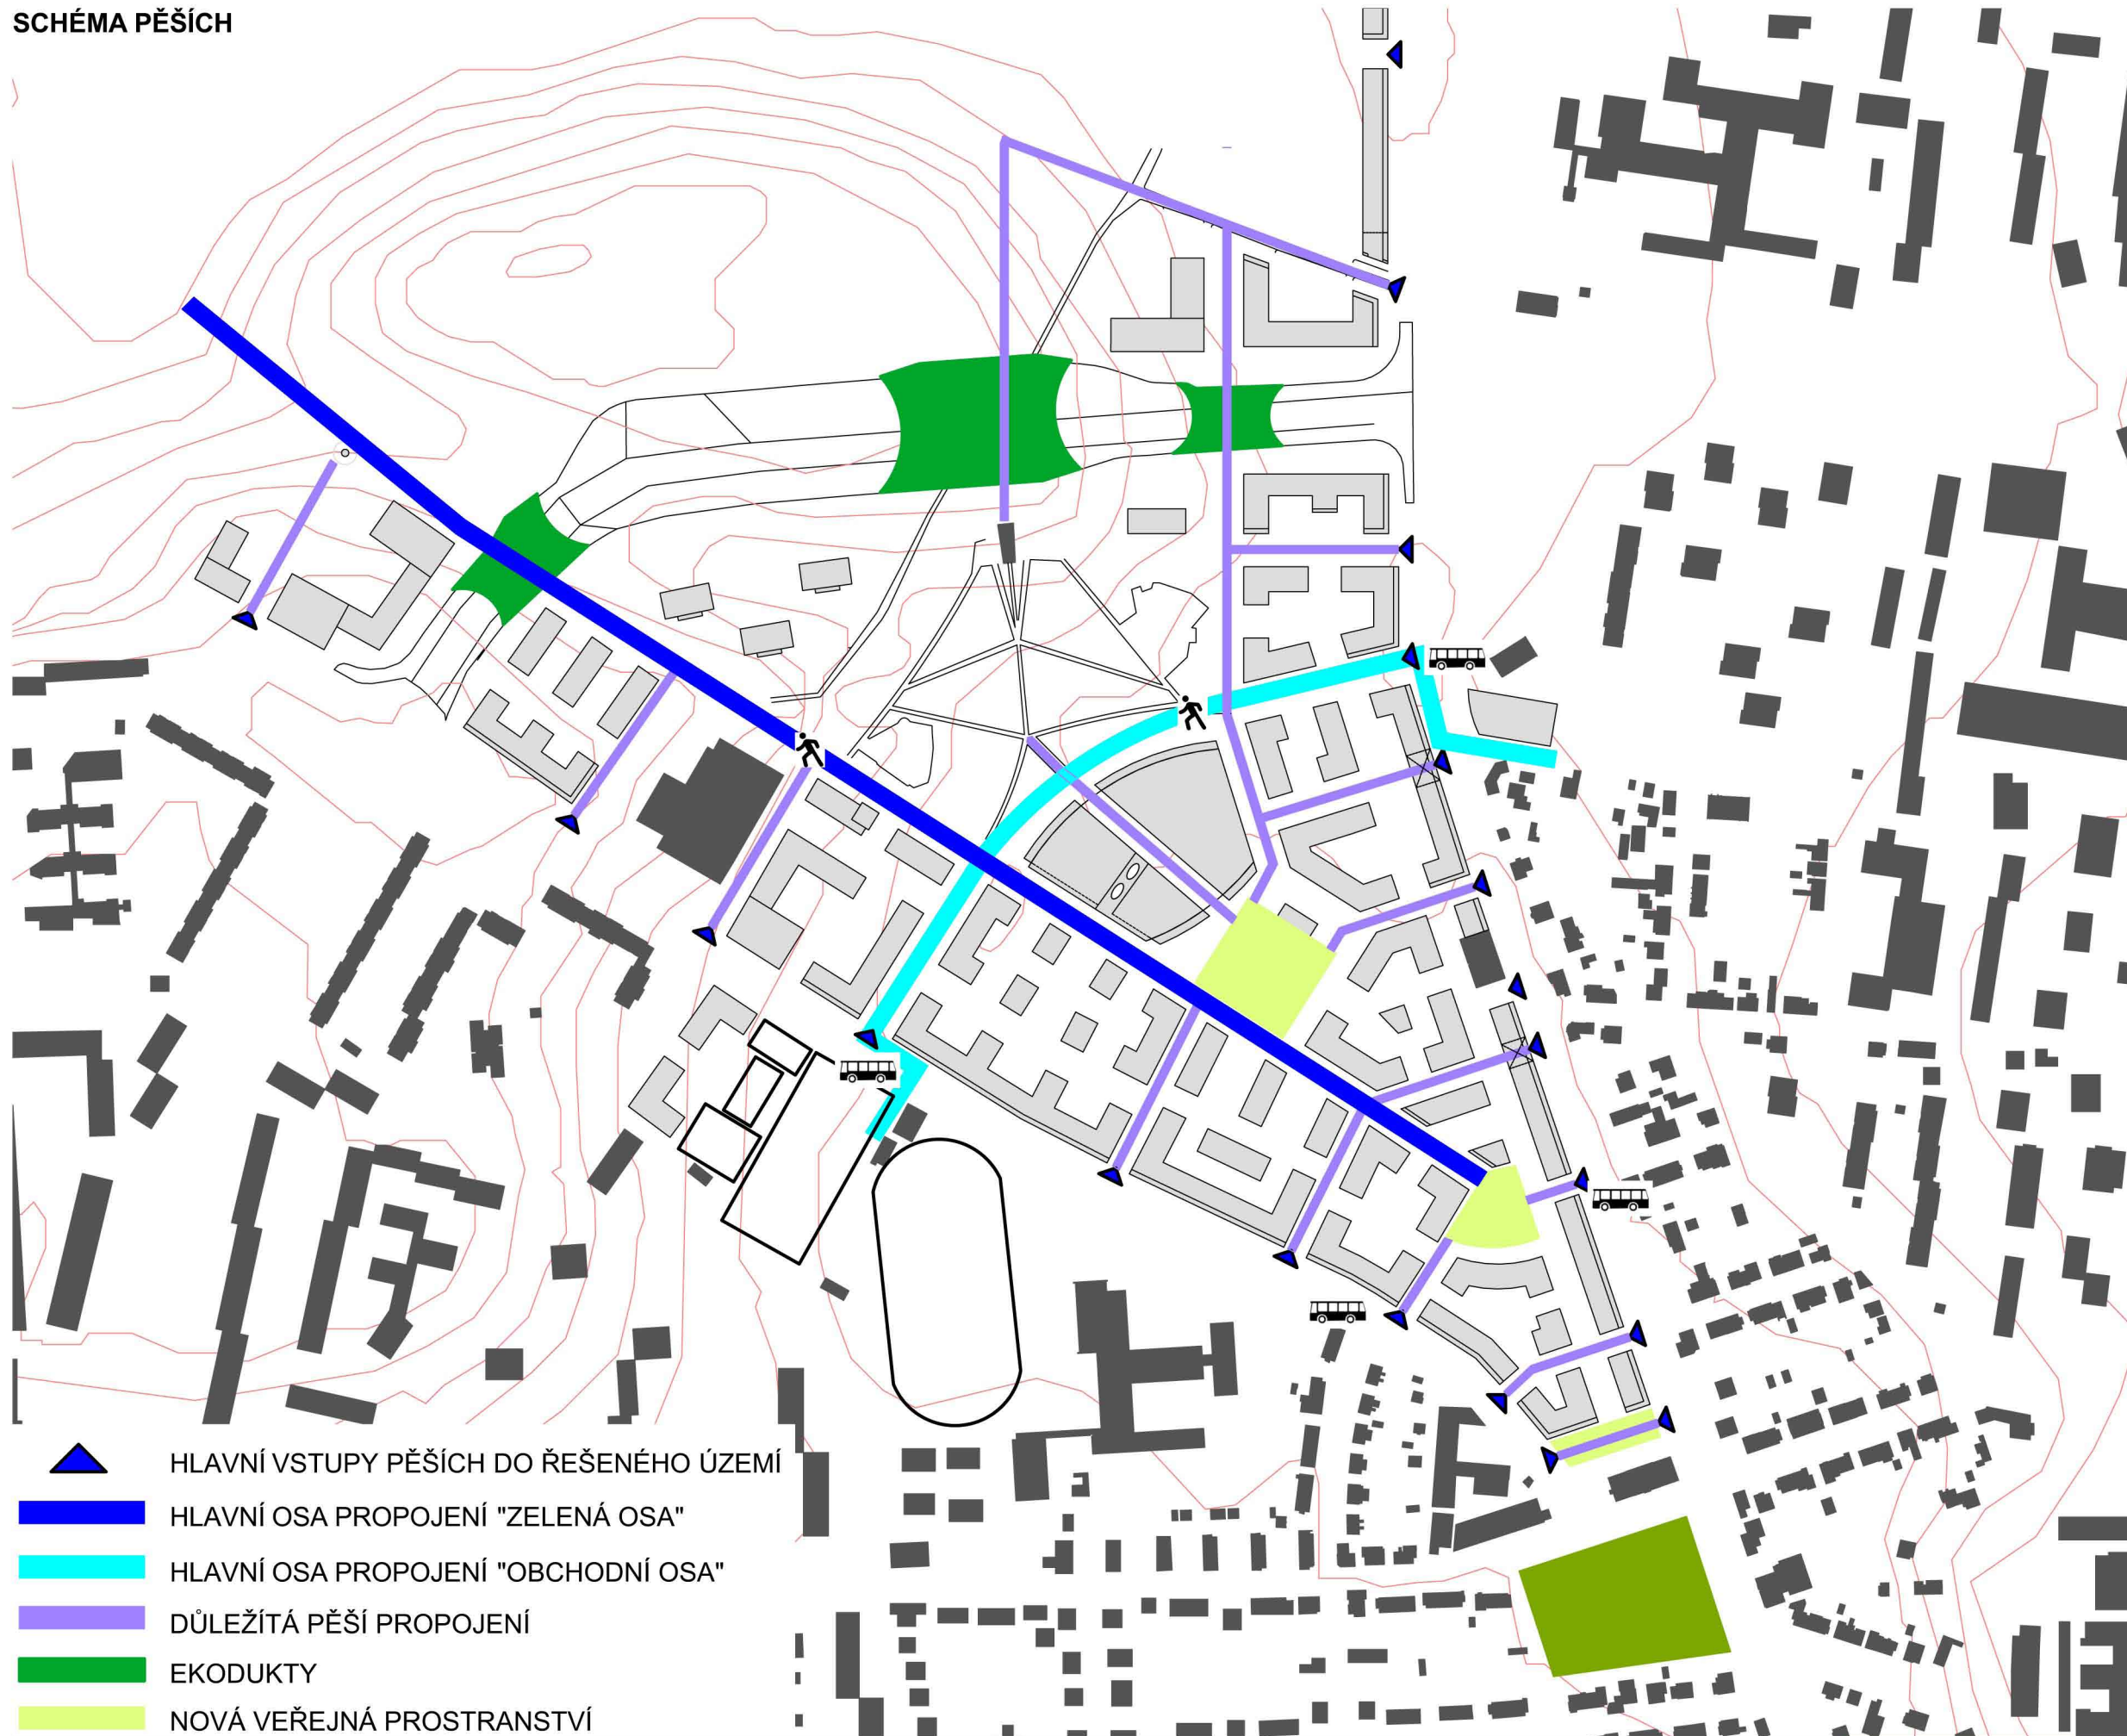 SCHÉMA PĚŠÍCH
HLAVNÍ VSTUPY PĚŠÍCH DO ŘEŠENÉHO ÚZEMÍ
HLAVNÍ OSA PROPOJENÍ "ZELENÁ OSA"
HLAVNÍ OSA PROPOJENÍ "OBCHODNÍ OSA"
DŮLEŽÍTÁ PĚŠÍ PROPOJENÍ
EKODUKTY
NOVÁ VEŘEJNÁ PROSTRANSTVÍ